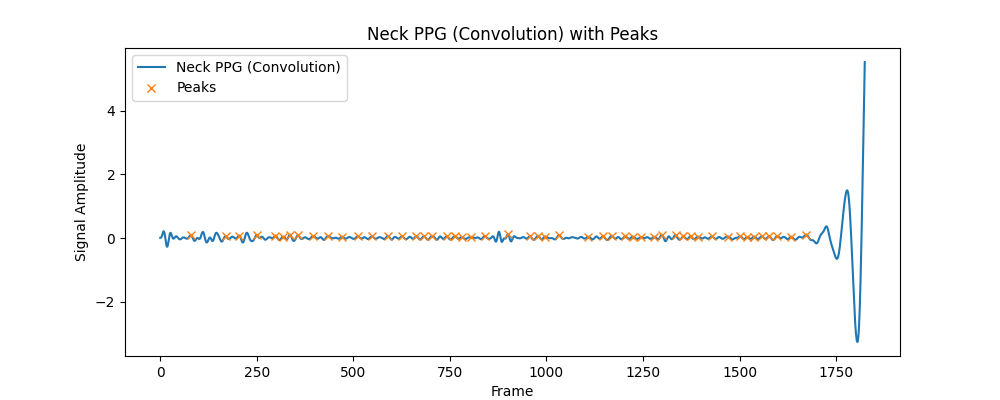 Neck PPG (Convolution) with Peaks
Neck PPG (Convolution)
Peaks
Signal Amplitude
4
2
0
−2
0 250 500 750 1000 1250 1500 1750
Frame